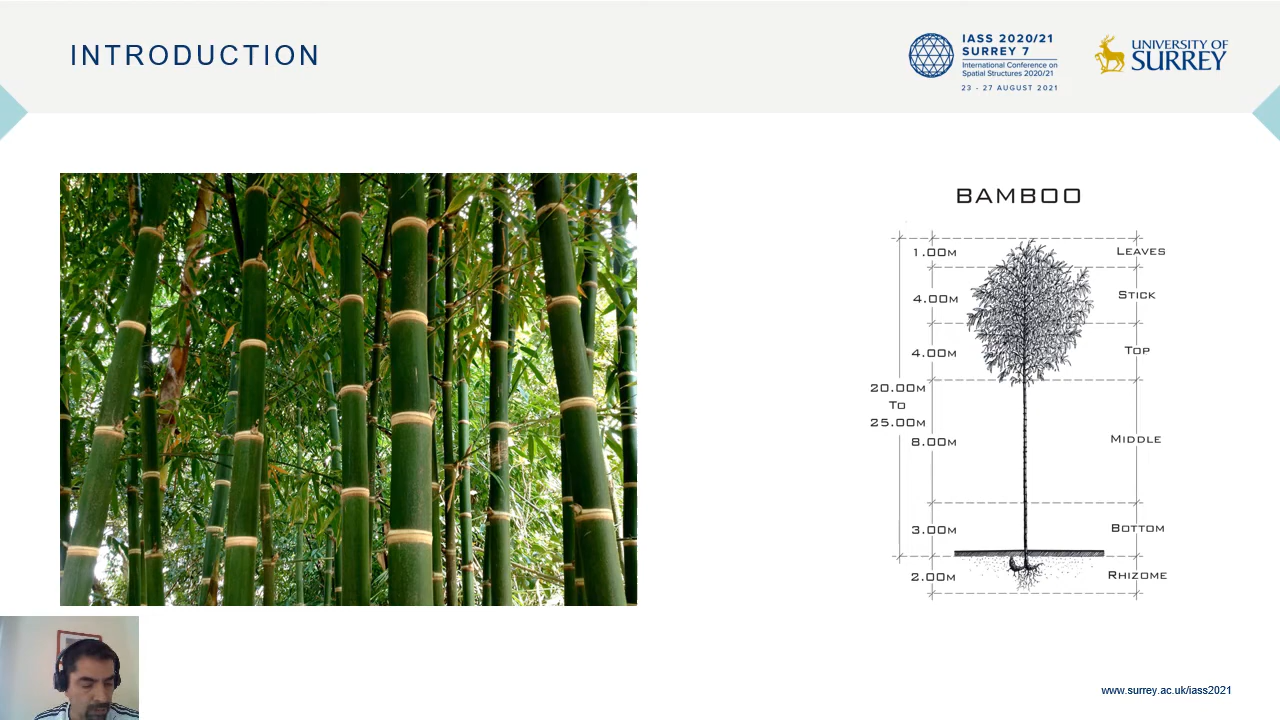 INTRODUCTION
IASS 2020/21
SURREY 7
International Conference on
Spatial Structures 2020/21
23 - 27 AUGUST 2021
UNIVERSITY OF
SURREY
BAMBOO
1.00M LEAVES
4.00M STICK
4.00M TOP
20.00M
TO
25.00M
8.00M MIDDLE
3.00M BOTTOM
2.00M RHIZOME
www.surrey.ac.uk/iass2021